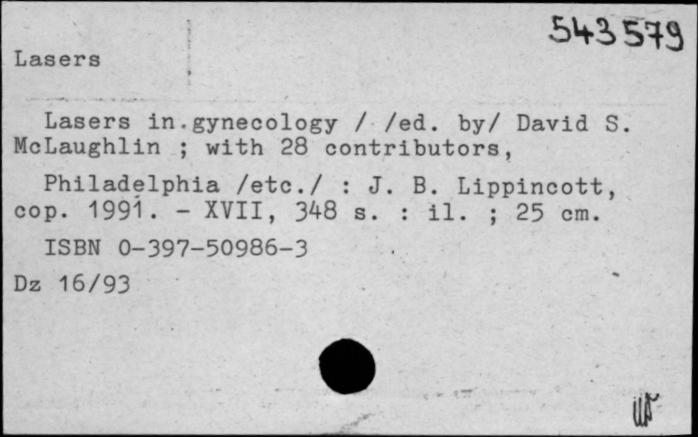 543579
Lasers
Lasers in gynecology / /ed. by/ David S.
McLaughlin ; with 28 contributors,
Philadelphia /etc./ : J. B. Lippincott,
cop. 1991. - XVII, 348 s. : il. ; 25 cm.
ISBN 0-397-50986-3
Dz 16/93